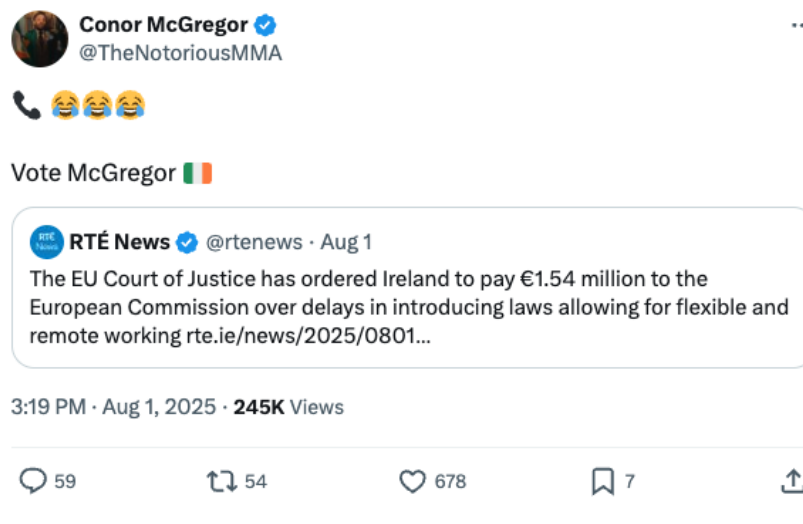 Conor McGregor
@TheNotoriousMMA
📞 😂😂😂
Vote McGregor 🇮🇪
RTÉ News
RTÉ News @rtenews · Aug 1
The EU Court of Justice has ordered Ireland to pay €1.54 million to the
European Commission over delays in introducing laws allowing for flexible and
remote working rte.ie/news/2025/0801...
3:19 PM · Aug 1, 2025 · 245K Views
59 54 678 7